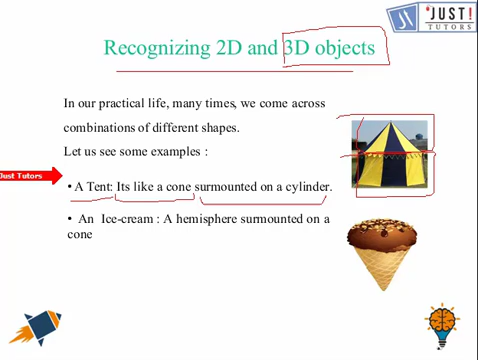 "JUST!
TUTORS
Recognizing 2D and 3D objects
In our practical life, many times, we come across
combinations of different shapes.
Let us see some examples :
Just Tutors
• A Tent: Its like a cone surmounted on a cylinder.
• An Ice-cream : A hemisphere surmounted on a
cone